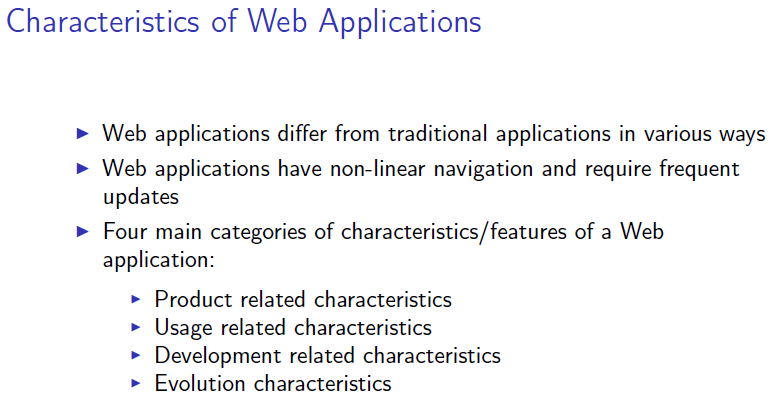 Characteristics of Web Applications
Web applications differ from traditional applications in various ways
Web applications have non-linear navigation and require frequent
updates
Four main categories of characteristics/features of a Web
application:
Product related characteristics
Usage related characteristics
Development related characteristics
Evolution characteristics